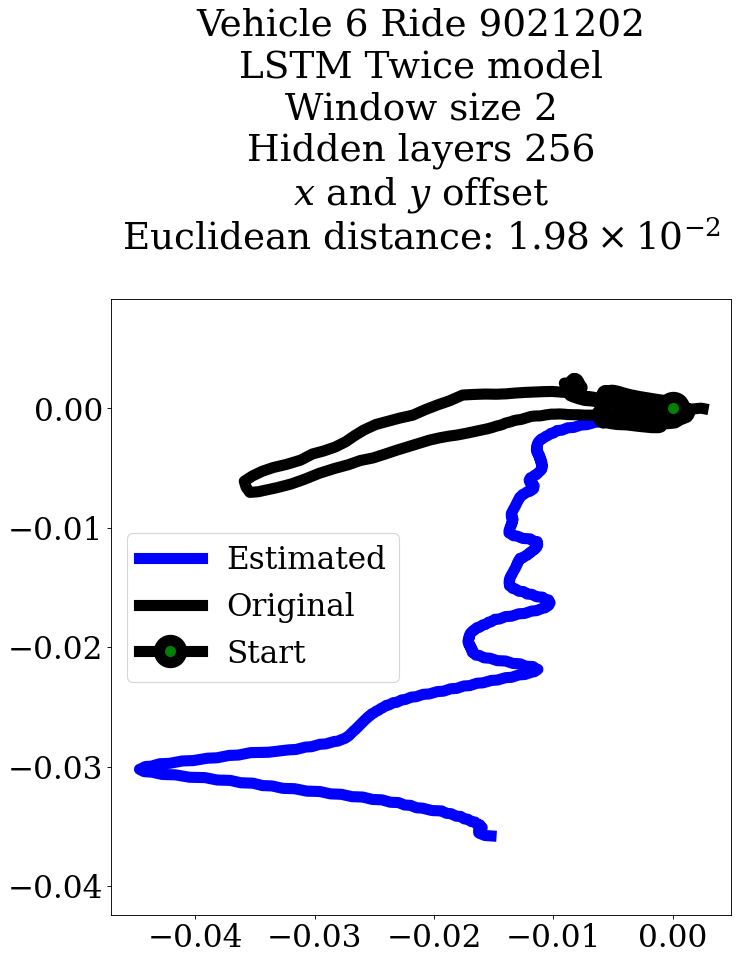 Vehicle 6 Ride 9021202
LSTM Twice model
Window size 2
Hidden layers 256
x and y offset
Euclidean distance: 1.98 × 10⁻²
0.00
−0.01
Estimated
Original
−0.02
Start
−0.03
−0.04
−0.04 −0.03 −0.02 −0.01 0.00